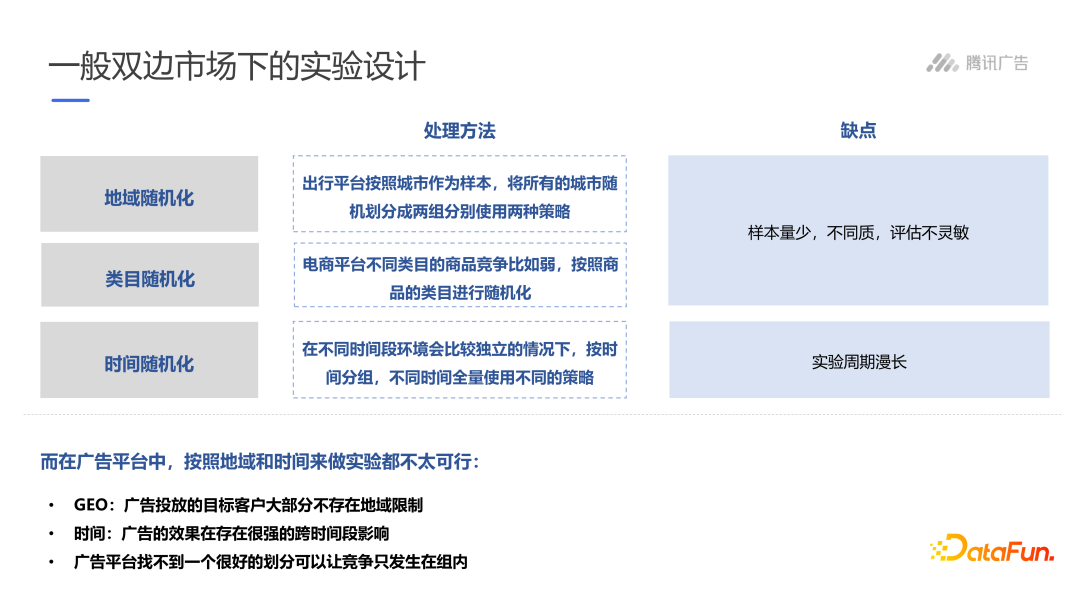 一般双边市场下的实验设计
腾讯广告
处理方法
缺点
地域随机化
出行平台按照城市作为样本，将所有的城市随
机划分成两组分别使用两种策略
样本量少，不同质，评估不灵敏
类目随机化
电商平台不同类目的商品竞争比如弱，按照商
品的类目进行随机化
时间随机化
在不同时间段环境会比较独立的情况下，按时
间分组，不同时间全量使用不同的策略
实验周期漫长
而在广告平台中，按照地域和时间来做实验都不太可行：
• GEO：广告投放的目标客户大部分不存在地域限制
• 时间：广告的效果在存在很强的跨时间段影响
• 广告平台找不到一个很好的划分可以让竞争只发生在组内
DataFun.